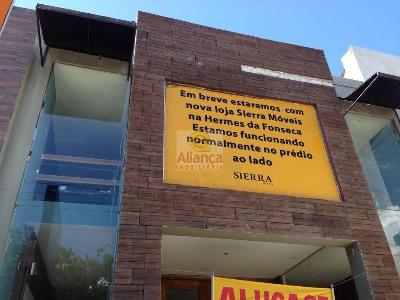 Em breve estaremos com
nova loja Sierra Móveis
na Hermes da Fonseca
Estamos funcionando
normalmente no prédio
ao lado
SIERRA
Aliança
IMOBILIÁRIA